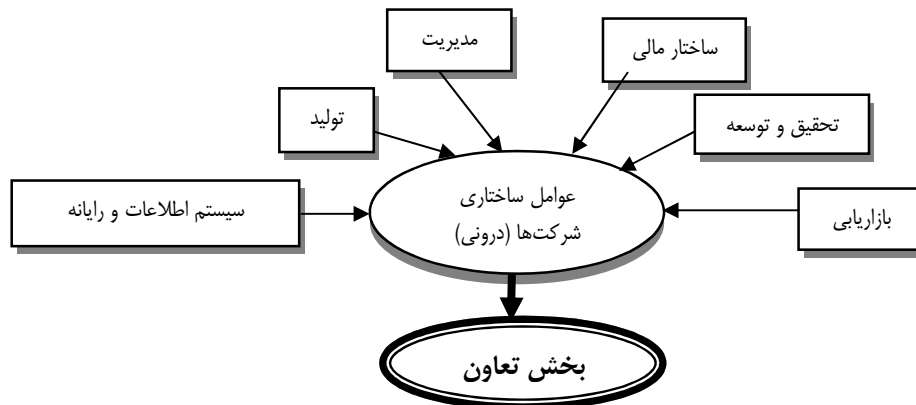 ساختار مالی
مدیریت
تحقیق و توسعه
تولید
بازاریابی
سیستم اطلاعات و رایانه
عوامل ساختاری
شرکت‌ها (درونی)
بخش تعاون